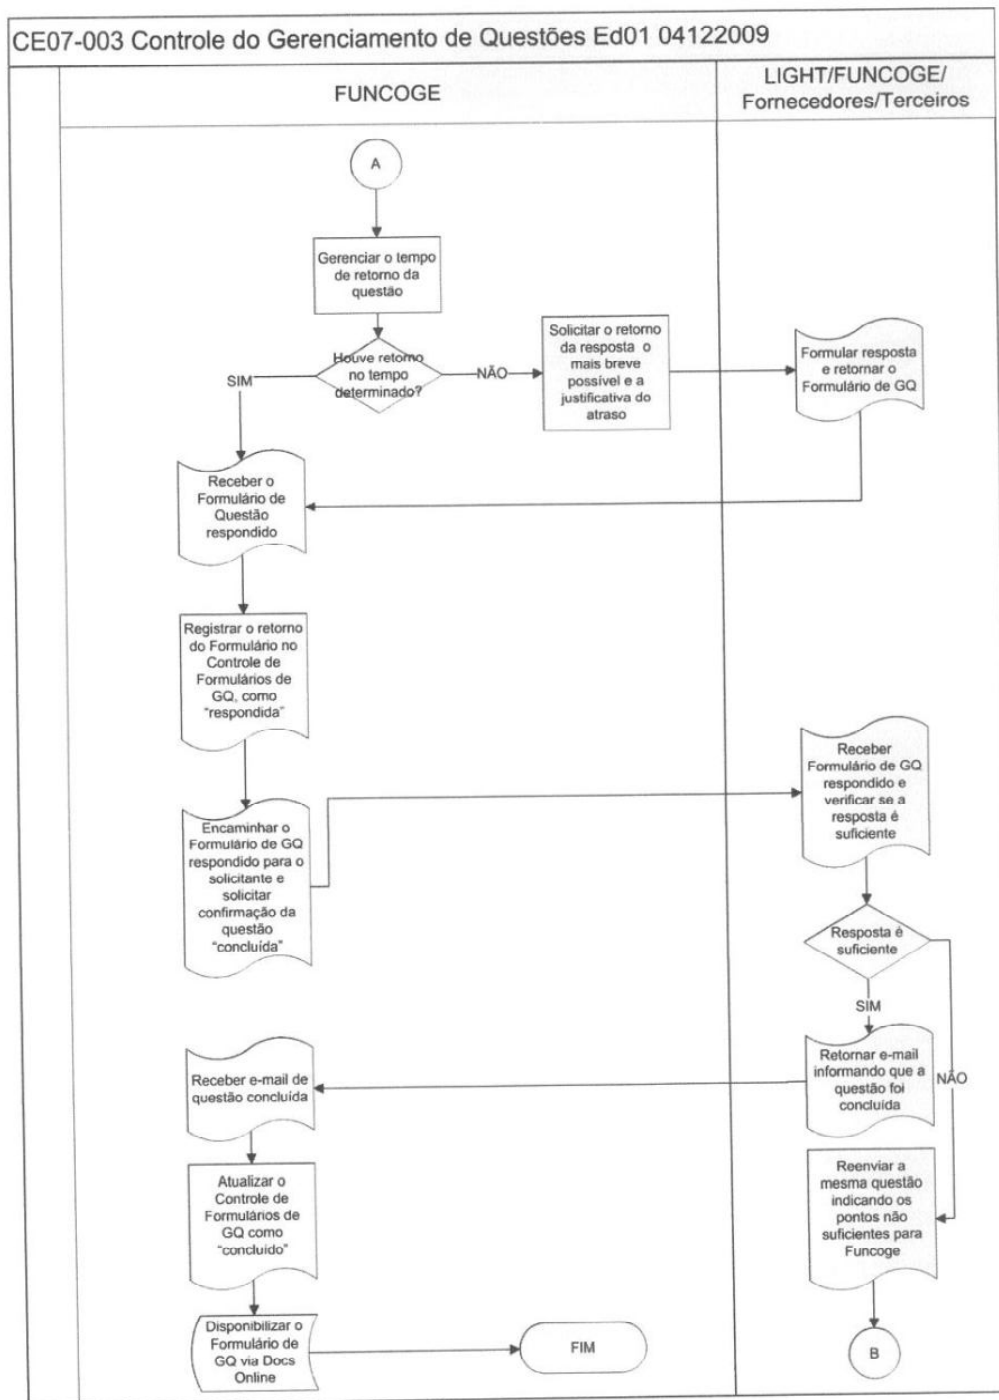 CE07-003 Controle do Gerenciamento de Questões Ed01 04122009
FUNCOGE
LIGHT/FUNCOGE/
Fornecedores/Terceiros
A
Gerenciar o tempo
de retorno da
questão
Houve retorno
no tempo
determinado?
SIM
NÃO
Solicitar o retorno
da resposta o
mais breve
possível e a
justificativa do
atraso
Formular resposta
e retornar o
Formulário de GQ
Receber o
Formulário de
Questão
respondido
Registrar o retorno
do Formulário no
Controle de
Formulários de
GQ, como
"respondida"
Encaminhar o
Formulário de GQ
respondido para o
solicitante e
solicitar
confirmação da
questão
"concluída"
Receber
Formulário de GQ
respondido e
verificar se a
resposta é
suficiente
Resposta é
suficiente
SIM
NÃO
Retornar e-mail
informando que a
questão foi
concluída
Receber e-mail de
questão concluída
Atualizar o
Controle de
Formulários de
GQ como
"concluído"
Reenviar a
mesma questão
indicando os
pontos não
suficientes para
Funcoge
Disponibilizar o
Formulário de
GQ via Docs
Online
FIM
B